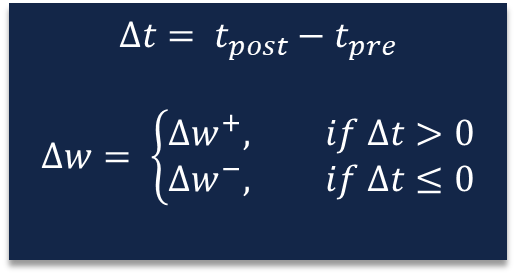 Δt = t_post − t_pre
Δw = { Δw⁺, if Δt > 0
Δw⁻, if Δt ≤ 0